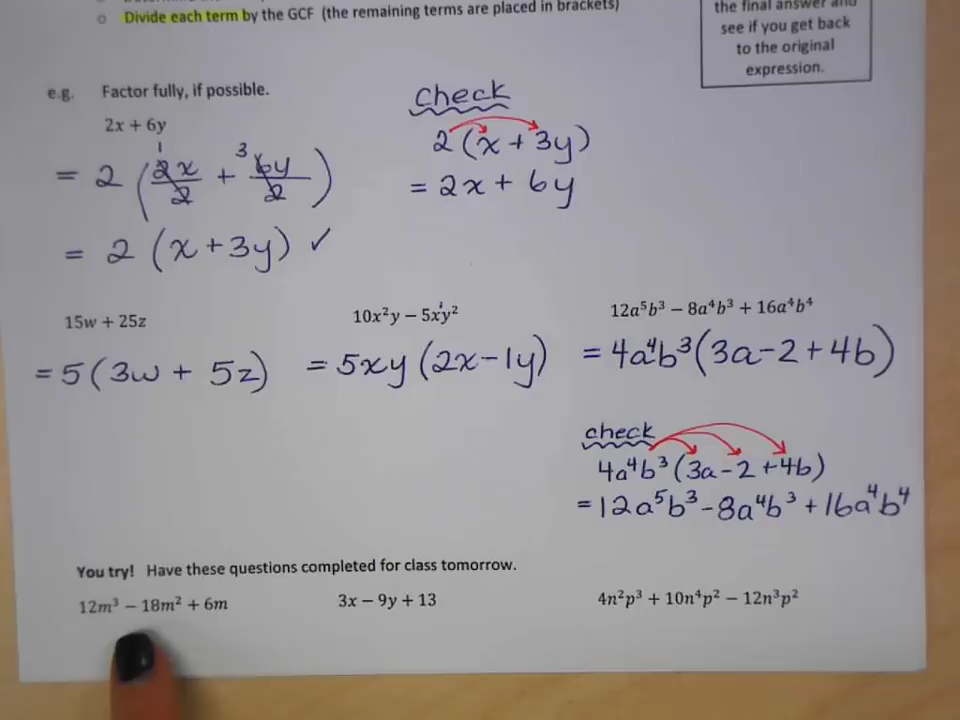 Divide each term by the GCF (the remaining terms are placed in brackets)
the final answer and
see if you get back
to the original
expression.
e.g. Factor fully, if possible.
2x + 6y
= 2 (2x/2 + 6y/2)
1 3
= 2 (x + 3y) ✓
check
2 (x + 3y)
= 2x + 6y
15w + 25z
= 5 (3w + 5z)
10x²y − 5xy²
= 5xy (2x − 1y)
12a⁵b³ − 8a⁴b³ + 16a⁴b⁴
= 4a⁴b³ (3a − 2 + 4b)
check
4a⁴b³ (3a − 2 + 4b)
= 12a⁵b³ − 8a⁴b³ + 16a⁴b⁴
You try! Have these questions completed for class tomorrow.
12m³ − 18m² + 6m
3x − 9y + 13
4n²p³ + 10n⁴p² − 12n³p²